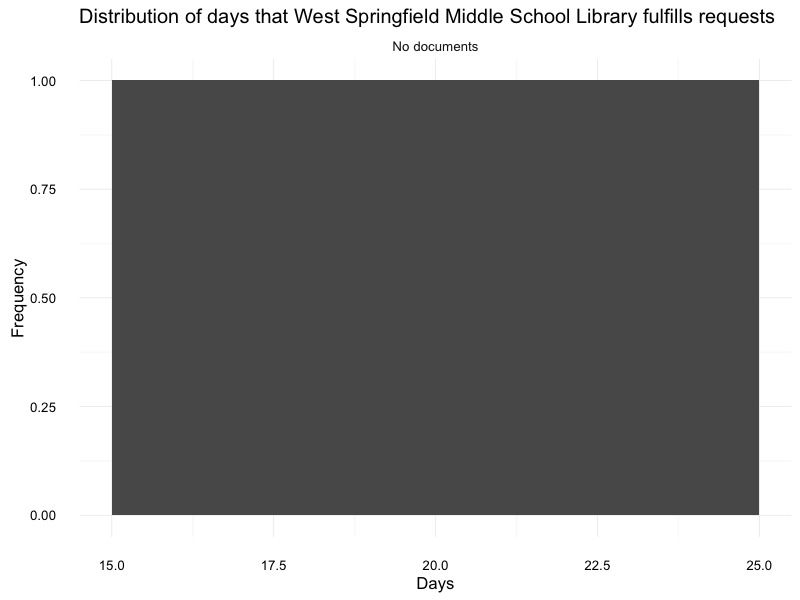 Distribution of days that West Springfield Middle School Library fulfills requests
No documents
1.00
0.75
0.50
0.25
0.00
Frequency
15.0 17.5 20.0 22.5 25.0
Days